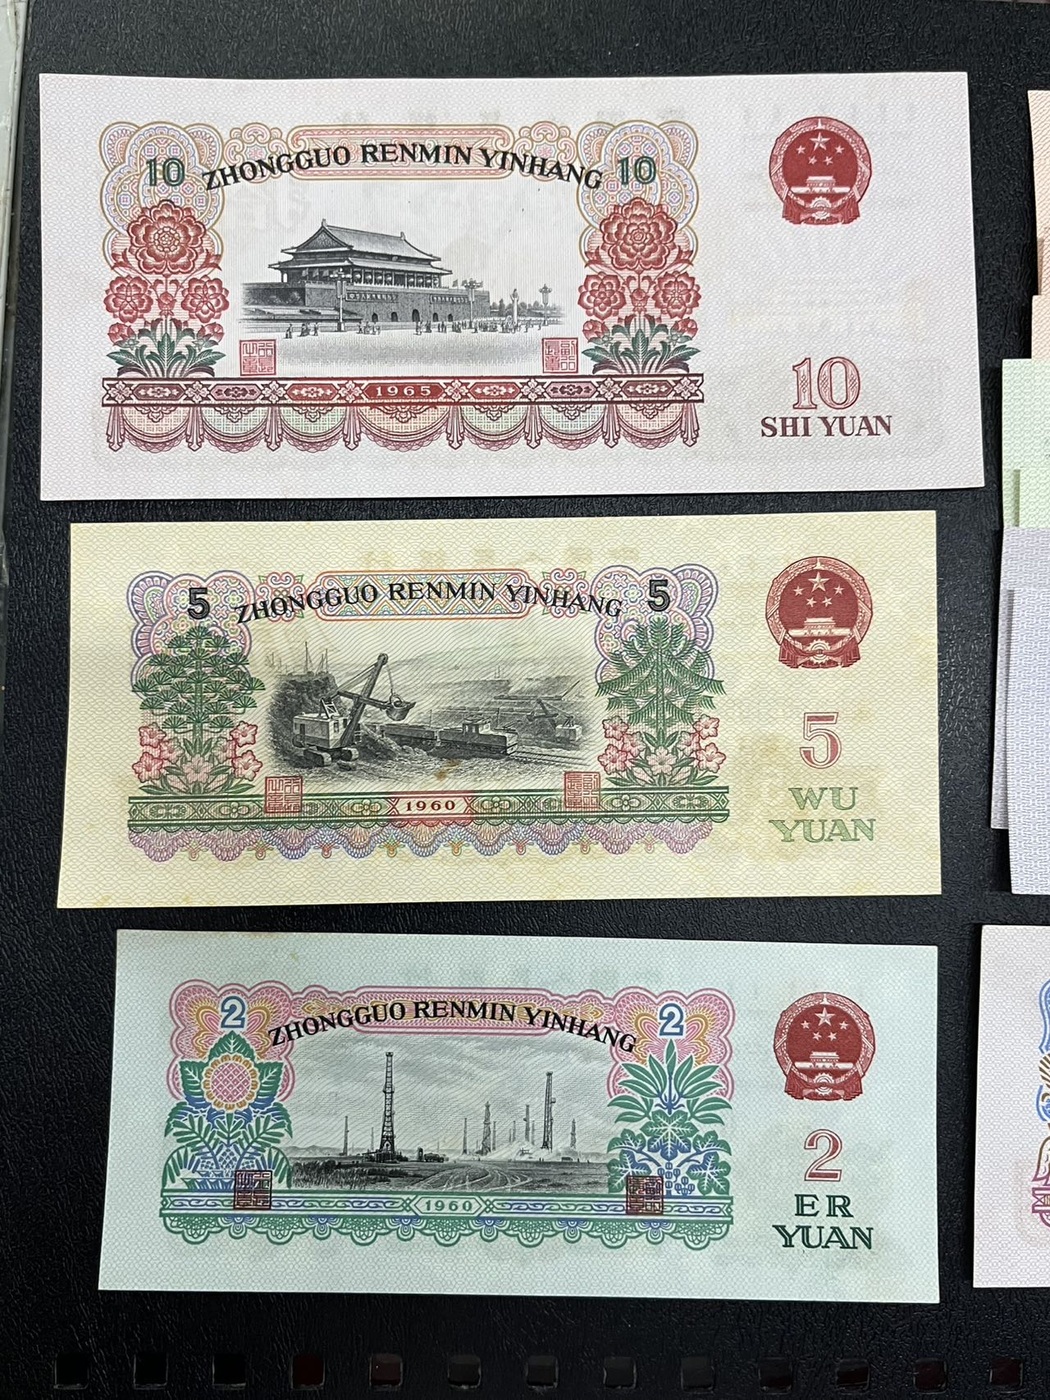 10 ZHONGGUO RENMIN YINHANG 10
1965
10
SHI YUAN
5 ZHONGGUO RENMIN YINHANG 5
1960
5
WU
YUAN
2 ZHONGGUO RENMIN YINHANG 2
1960
2
ER
YUAN